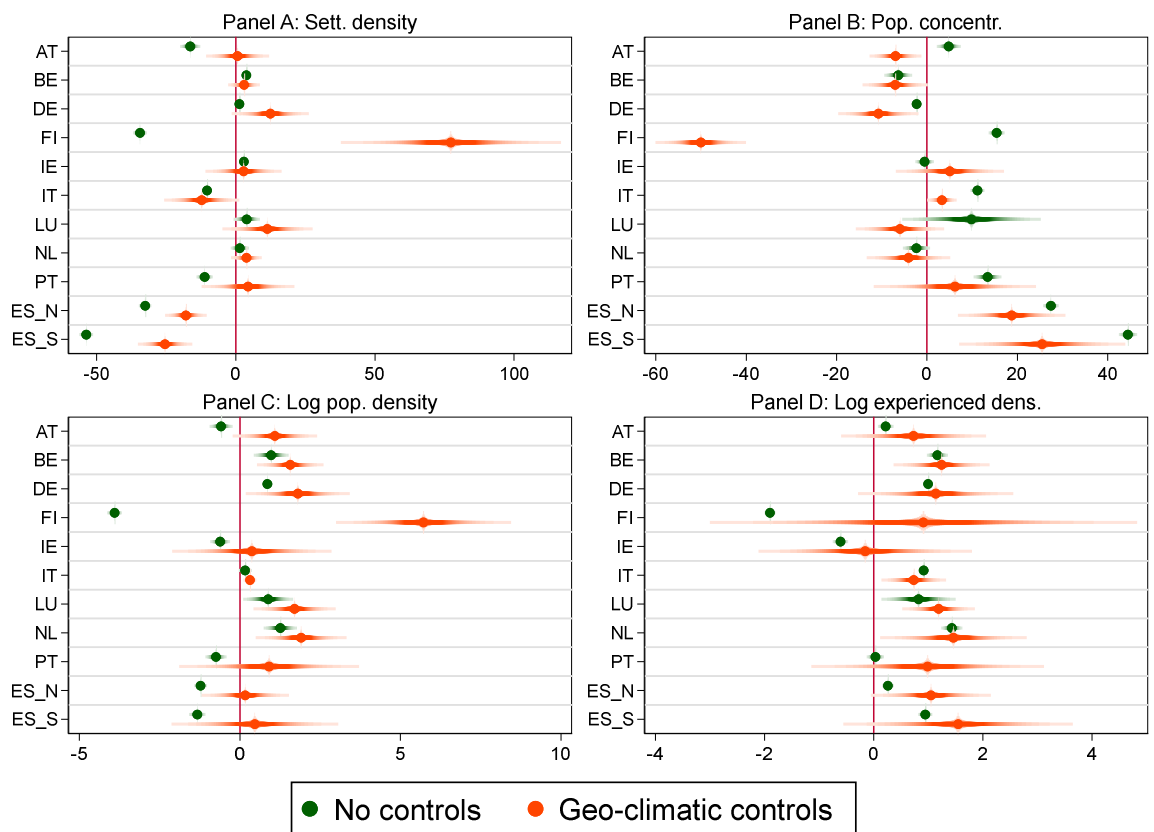 Panel A: Sett. density
AT
BE
DE
FI
IE
IT
LU
NL
PT
ES_N
ES_S
-50 0 50 100
Panel B: Pop. concentr.
AT
BE
DE
FI
IE
IT
LU
NL
PT
ES_N
ES_S
-60 -40 -20 0 20 40
Panel C: Log pop. density
AT
BE
DE
FI
IE
IT
LU
NL
PT
ES_N
ES_S
-5 0 5 10
Panel D: Log experienced dens.
AT
BE
DE
FI
IE
IT
LU
NL
PT
ES_N
ES_S
-4 -2 0 2 4
No controls Geo-climatic controls